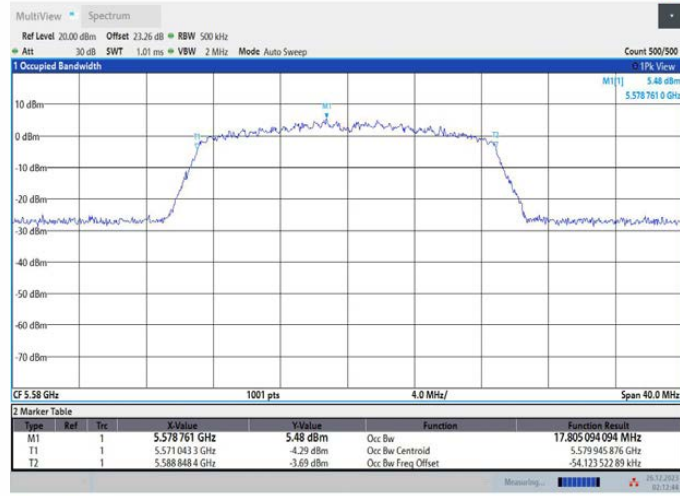 MultiView Spectrum
Ref Level 20.00 dBm Offset 23.26 dB RBW 500 kHz
Att 30 dB SWT 1.01 ms VBW 2 MHz Mode Auto Sweep Count 500/500
1 Occupied Bandwidth 1Pk View
M1[1] 5.48 dBm
5.578 761 0 GHz
M1
10 dBm
T1 T2
0 dBm
-10 dBm
-20 dBm
-30 dBm
-40 dBm
-50 dBm
-60 dBm
-70 dBm
CF 5.58 GHz 1001 pts 4.0 MHz/ Span 40.0 MHz
2 Marker Table
Type Ref Trc X-Value Y-Value Function Function Result
M1 1 5.578 761 GHz 5.48 dBm Occ Bw 17.805 094 094 MHz
T1 1 5.571 043 3 GHz -4.29 dBm Occ Bw Centroid 5.579 945 876 GHz
T2 1 5.588 848 4 GHz -3.69 dBm Occ Bw Freq Offset -54.123 522 89 kHz
Measuring... 20.12.2023
02:12:44